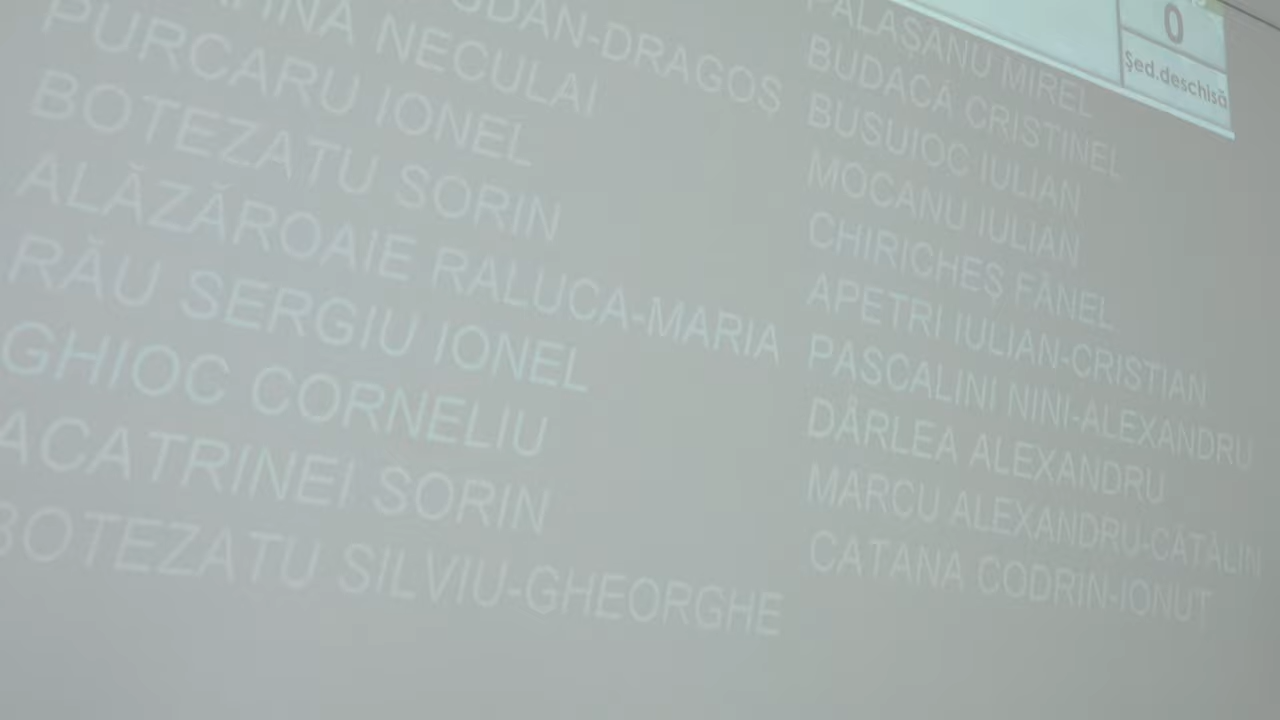 DAN-DRAGOȘ
NECULAI
PURCARU IONEL
BOTEZATU SORIN
ALĂZĂROAIE RALUCA-MARIA
RĂU SERGIU IONEL
GHIOC CORNELIU
ACATRINEI SORIN
BOTEZATU SILVIU-GHEORGHE
PĂLĂȘANU MIREL
BUDACĂ CRISTINEL
BUSUIOC IULIAN
MOCANU IULIAN
CHIRICHEȘ FĂNEL
APETRI IULIAN-CRISTIAN
PASCALINI NINI-ALEXANDRU
DÂRLEA ALEXANDRU
MARCU ALEXANDRU-CĂTĂLIN
CATANA CODRIN-IONUȚ
0
Șed.deschisă